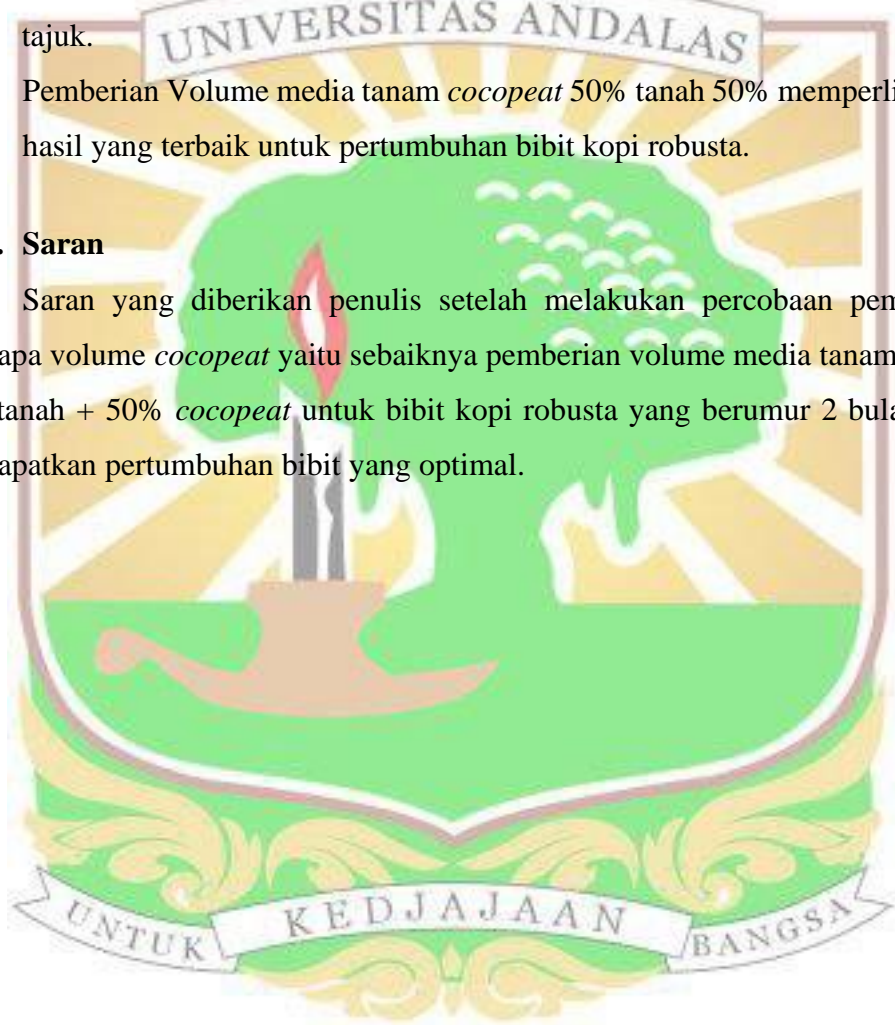 UNIVERSITAS ANDALAS
tajuk.
Pemberian Volume media tanam cocopeat 50% tanah 50% memperli
hasil yang terbaik untuk pertumbuhan bibit kopi robusta.
. Saran
Saran yang diberikan penulis setelah melakukan percobaan pem
apa volume cocopeat yaitu sebaiknya pemberian volume media tanam
tanah + 50% cocopeat untuk bibit kopi robusta yang berumur 2 bula
apatkan pertumbuhan bibit yang optimal.
UNTUK KEDJAJAAN BANGSA